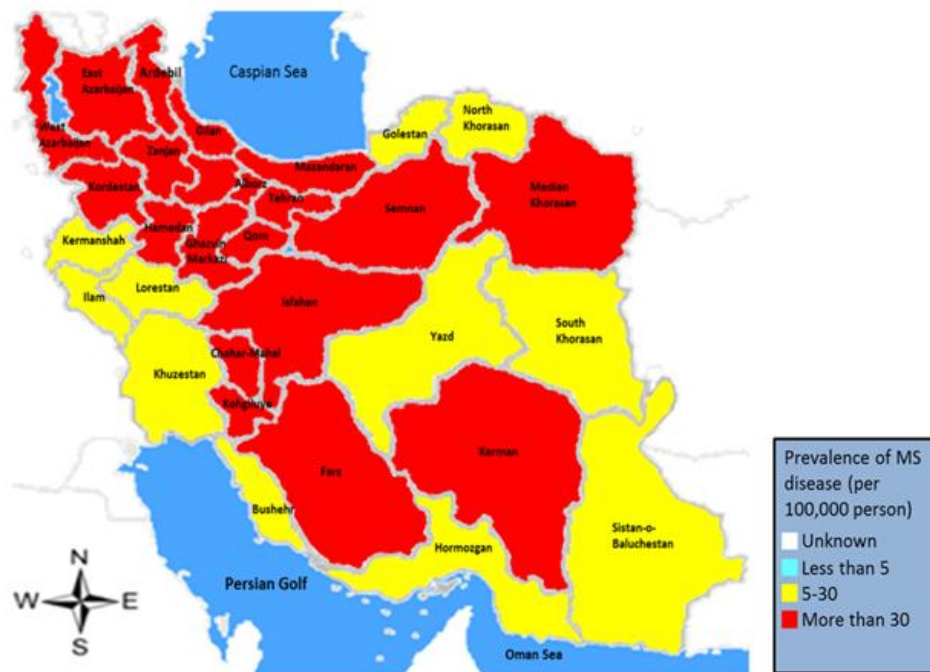 Caspian Sea
East
Azarbaijan
Ardebil
West
Azarbaijan
Gilan
Zanjan
Mazandaran
Golestan
North
Khorasan
Kordestan
Alborz
Tehran
Semnan
Median
Khorasan
Kermanshah
Hamedan
Ghazvin
Markazi
Qom
Ilam
Lorestan
Isfahan
Yazd
South
Khorasan
Khuzestan
Chahar-Mahal
Kohgiluye
Fars
Kerman
Bushehr
Hormozgan
Sistan-o-
Baluchestan
Persian Golf
Oman Sea
N
W
E
S
Prevalence of MS
disease (per
100,000 person)
Unknown
Less than 5
5-30
More than 30